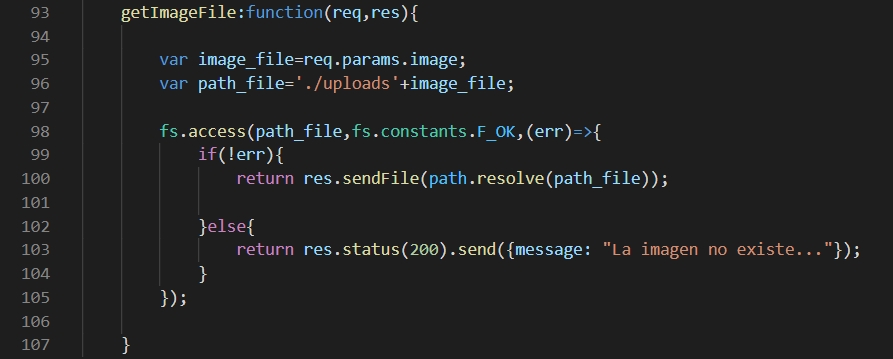 93 getImageFile:function(req,res){
94
95 var image_file=req.params.image;
96 var path_file='./uploads'+image_file;
97
98 fs.access(path_file,fs.constants.F_OK,(err)=>{
99 if(!err){
100 return res.sendFile(path.resolve(path_file));
101
102 }else{
103 return res.status(200).send({message: "La imagen no existe..."});
104 }
105 });
106
107 }